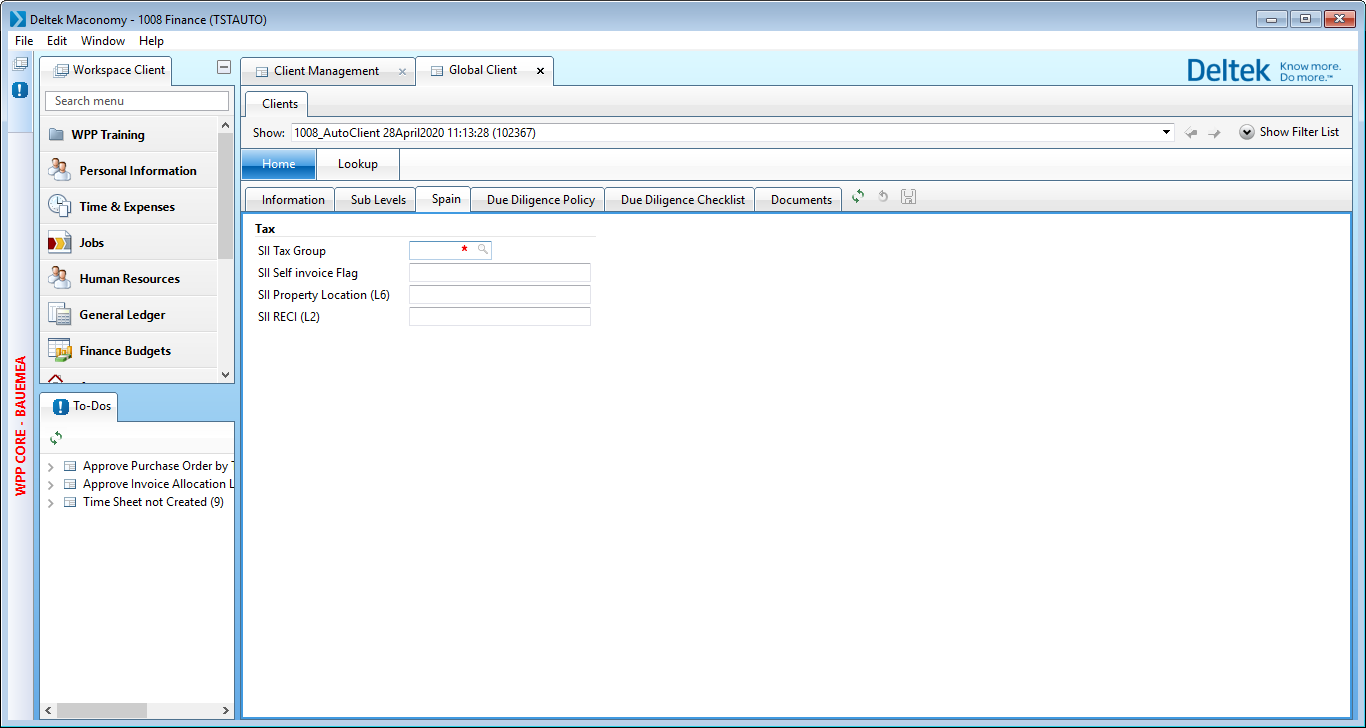 Deltek Maconomy - 1008 Finance (TSTAUTO)
File Edit Window Help
Workspace Client
Client Management
Global Client
Deltek Know more.
Do more.™
Search menu
Clients
Show: 1008_AutoClient 28April2020 11:13:28 (102367) Show Filter List
WPP Training
Home Lookup
Personal Information
Information Sub Levels Spain Due Diligence Policy Due Diligence Checklist Documents
Time & Expenses
Tax
Jobs
SII Tax Group *
SII Self invoice Flag
Human Resources
SII Property Location (L6)
General Ledger
SII RECI (L2)
Finance Budgets
WPP CORE - BAUEMEA
To-Dos
Approve Purchase Order by
Approve Invoice Allocation L
Time Sheet not Created (9)